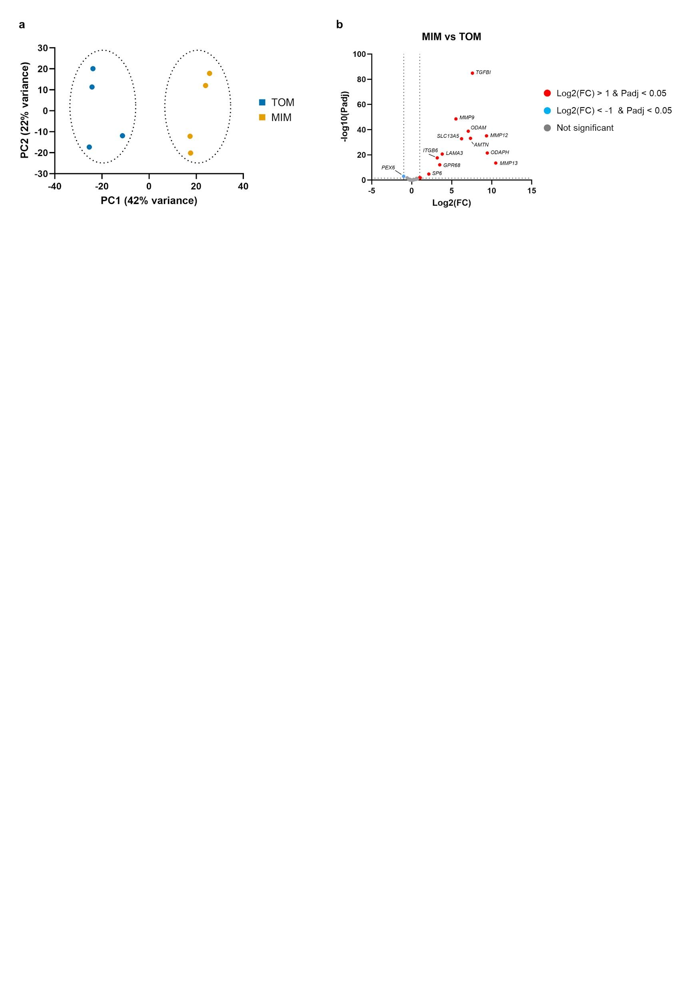 a
30
20
10
0
-10
-20
-30
-40
-20
0
20
40
PC2 (22% variance)
PC1 (42% variance)
TOM
MIM
b
MIM vs TOM
100
80
60
40
20
0
-5
0
5
10
15
-log10(Padj)
Log2(FC)
TGFBI
MMP9
ODAM
SLC13A5
MMP12
AMTN
ITGB6
LAMA3
ODAPH
GPR68
MMP13
PEX6
SP6
Log2(FC) > 1 & Padj < 0.05
Log2(FC) < -1 & Padj < 0.05
Not significant